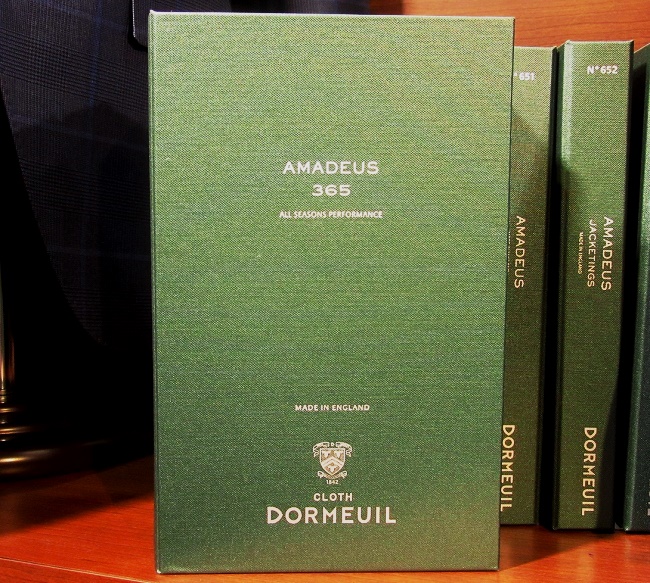 AMADEUS
365
ALL SEASONS PERFORMANCE
MADE IN ENGLAND
1842
CLOTH
DORMEUIL
N° 651
AMADEUS
DORMEUIL
N° 652
AMADEUS
JACKETINGS
MADE IN ENGLAND
DORMEUIL